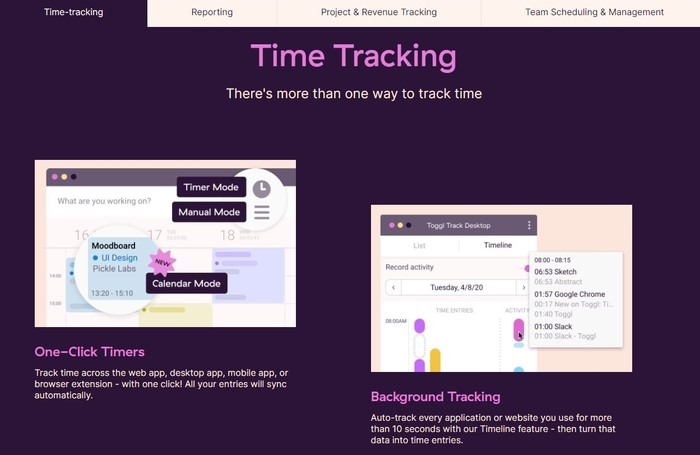 Time-tracking
Reporting
Project & Revenue Tracking
Team Scheduling & Management
Time Tracking
There's more than one way to track time
What are you working on?
Timer Mode
Manual Mode
16
17
18
Moodboard
UI Design
Pickle Labs
13:20 - 15:10
NEW
Calendar Mode
14:00
15:00
One-Click Timers
Track time across the web app, desktop app, mobile app, or
browser extension - with one click! All your entries will sync
automatically.
Toggl Track Desktop
List
Timeline
Record activity
Tuesday, 4/8/20
TIME ENTRIES
ACTIVITY
08:00AM
08:00 - 08:15
06:53 Sketch
06:53 Abstract
01:57 Google Chrome
00:17 New on Toggl: Ti...
01:40 Toggl
01:00 Slack
01:00 Slack - Toggl
Background Tracking
Auto-track every application or website you use for more
than 10 seconds with our Timeline feature - then turn that
data into time entries.